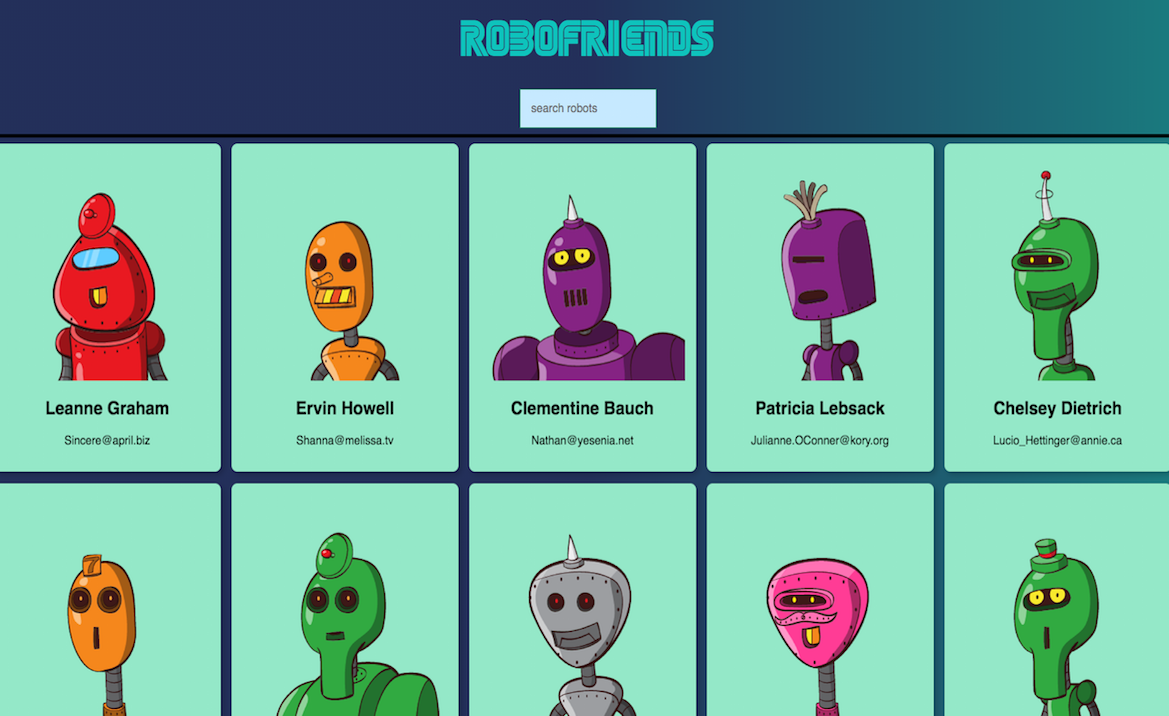 ROBOFRIENDS
search robots
Leanne Graham
Ervin Howell
Clementine Bauch
Patricia Lebsack
Chelsey Dietrich
Sincere@april.biz
Shanna@melissa.tv
Nathan@yesenia.net
Julianne.OConner@kory.org
Lucio_Hettinger@annie.ca
7